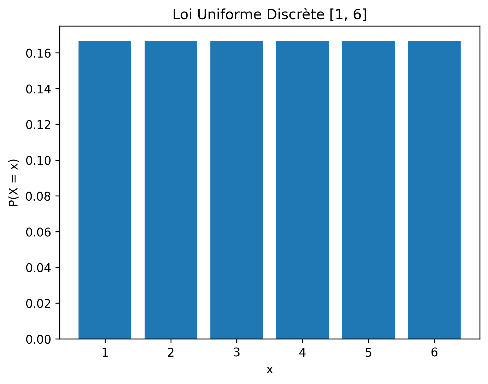 Loi Uniforme Discrète [1, 6]
P(X = x)
0.16
0.14
0.12
0.10
0.08
0.06
0.04
0.02
0.00
1 2 3 4 5 6
x